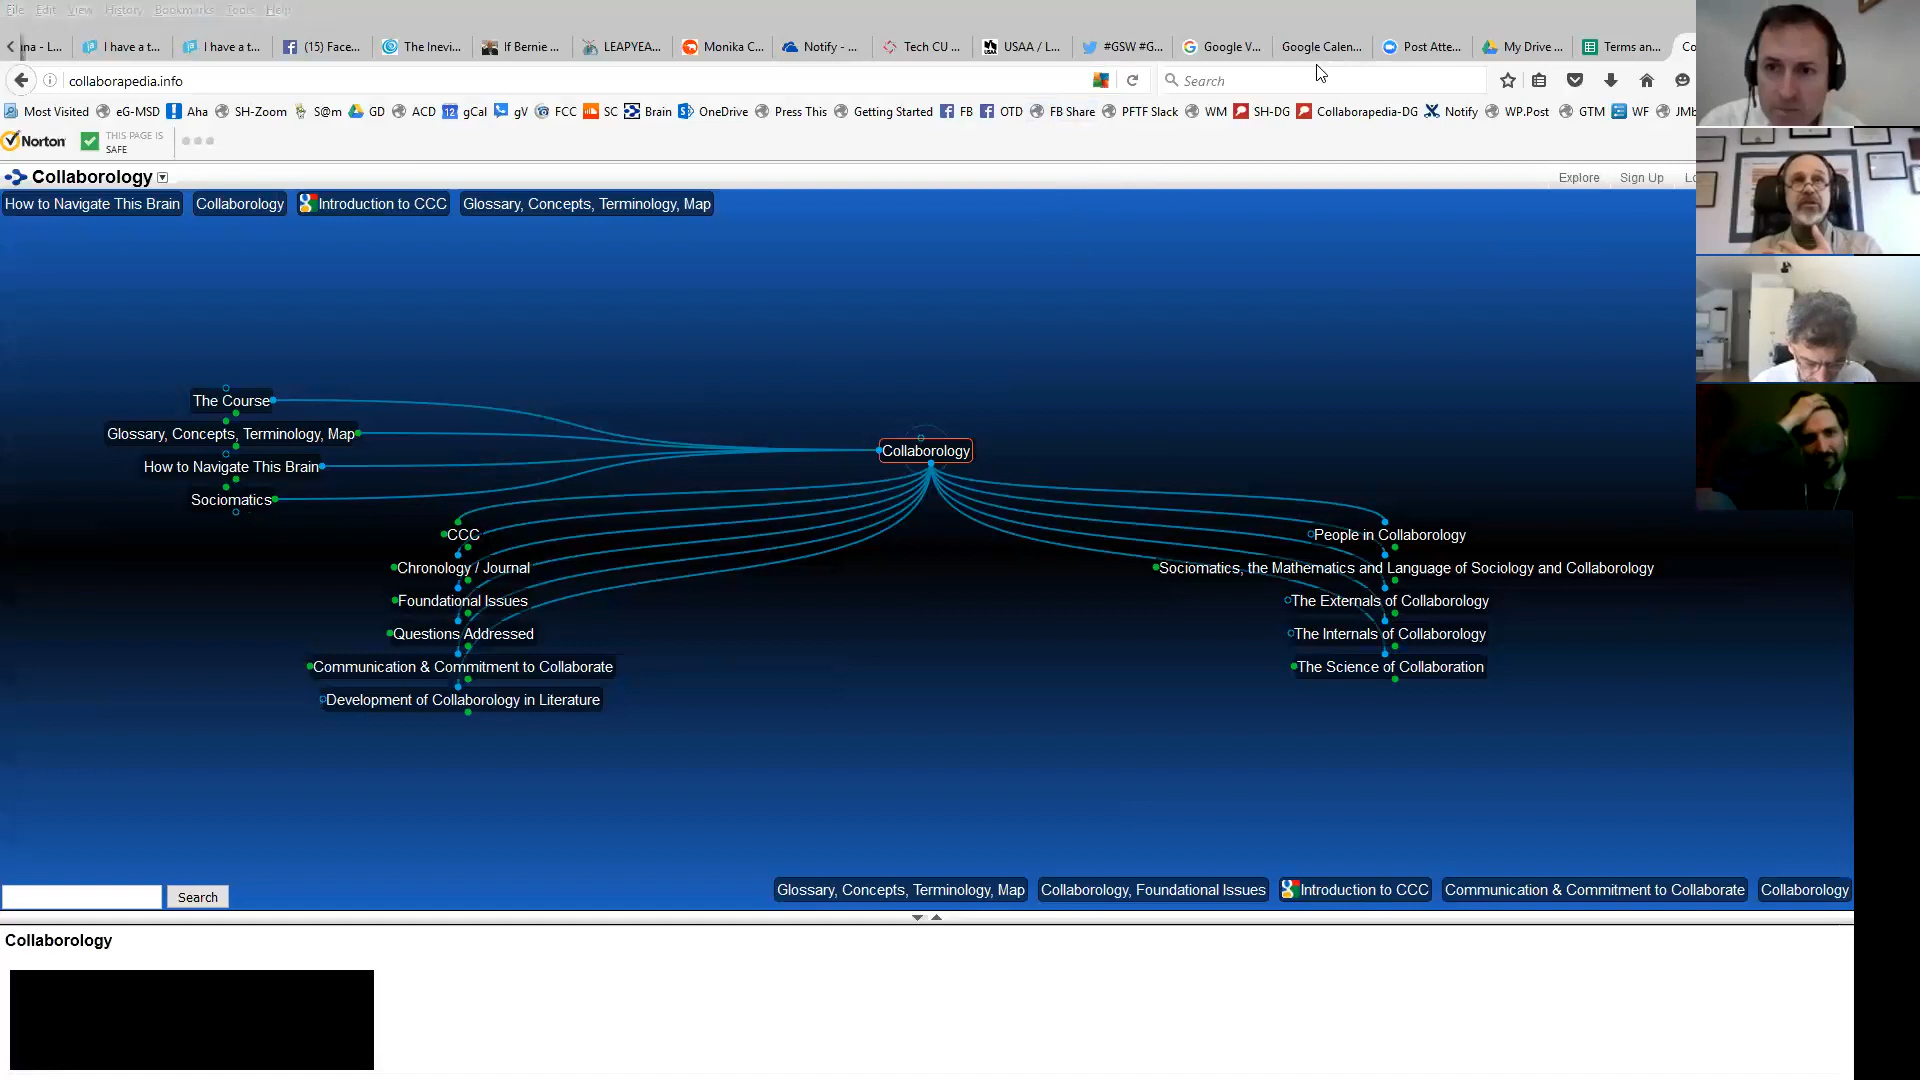 File Edit View History Bookmarks Tools Help
una - L... I have a t... I have a t... (15) Face... The Inevi... If Bernie ... LEAPYEA... Monika C... Notify - ... Tech CU ... USAA / L... #GSW #G... Google V... Google Calen... Post Atte... My Drive ... Terms an... Co
collaborapedia.info Search
Most Visited eG-MSD Aha SH-Zoom S@m GD ACD gCal gV FCC SC Brain OneDrive Press This Getting Started FB OTD FB Share PFTF Slack WM SH-DG Collaborapedia-DG Notify WP.Post GTM WF JMb
Norton THIS PAGE IS SAFE
Collaborology Explore Sign Up Lo
How to Navigate This Brain Collaborology Introduction to CCC Glossary, Concepts, Terminology, Map
The Course
Glossary, Concepts, Terminology, Map
Collaborology
How to Navigate This Brain
Sociomatics
CCC People in Collaborology
Chronology / Journal Sociomatics, the Mathematics and Language of Sociology and Collaborology
Foundational Issues The Externals of Collaborology
Questions Addressed The Internals of Collaborology
Communication & Commitment to Collaborate The Science of Collaboration
Development of Collaborology in Literature
Search Glossary, Concepts, Terminology, Map Collaborology, Foundational Issues Introduction to CCC Communication & Commitment to Collaborate Collaborology
Collaborology